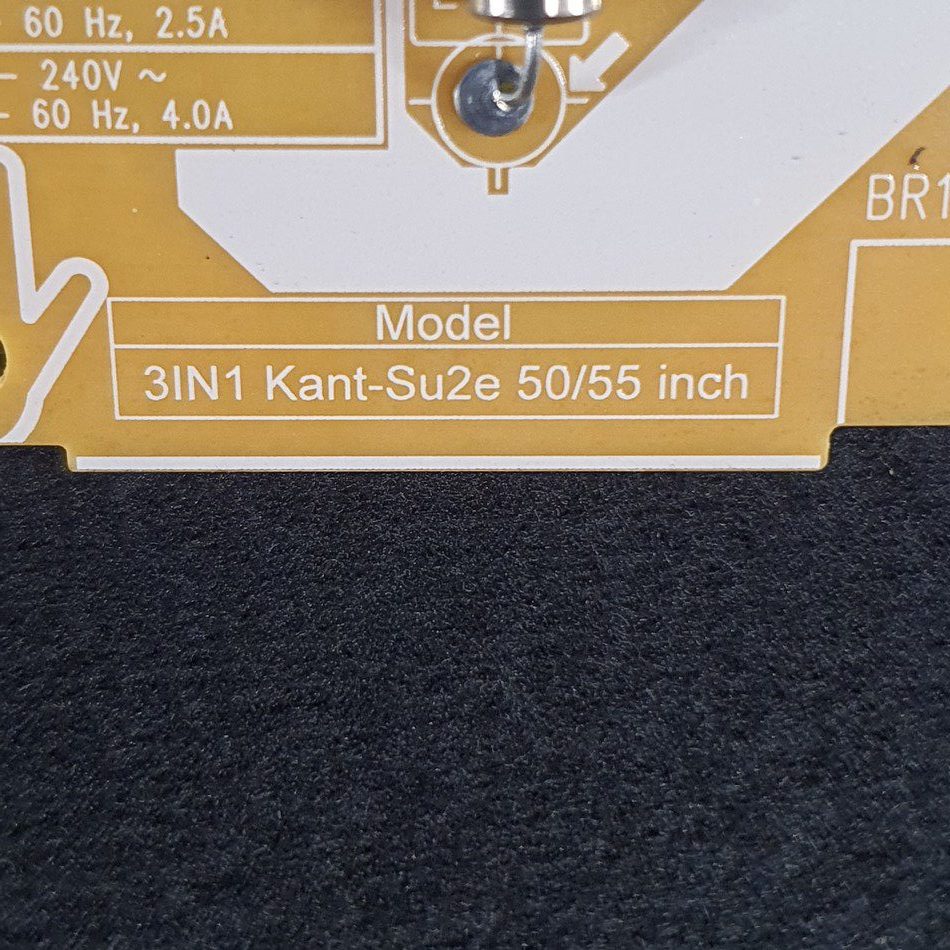 60 Hz, 2.5A
– 240V ~
– 60 Hz, 4.0A
BR1
Model
3IN1 Kant-Su2e 50/55 inch